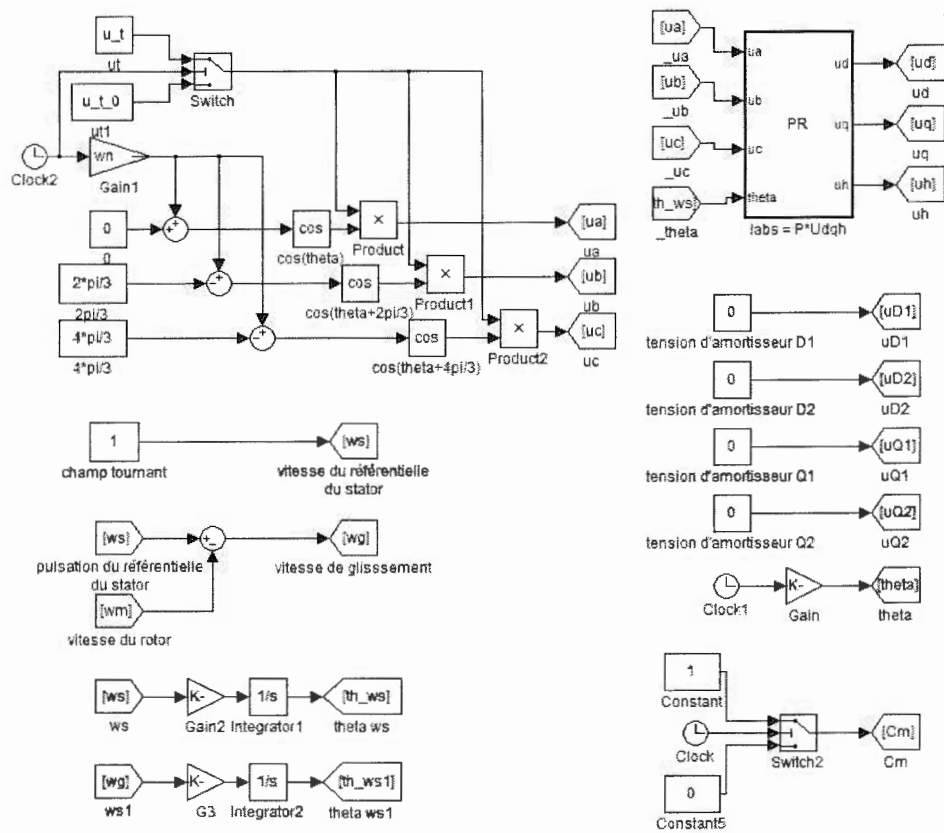 u_t
ut
Switch
u_t_0
ut1
Clock2
wn
Gain1
0
0
+
+
cos
cos(theta)
×
Product
[ua]
ua
2*pi/3
2pi/3
-
+
cos
cos(theta+2pi/3)
×
Product1
[ub]
ub
4*pi/3
4*pi/3
-
+
cos
cos(theta+4pi/3)
×
Product2
[uc]
uc
1
champ tournant
[ws]
vitesse du référentielle
du stator
[ws]
pulsation du référentielle
du stator
+
-
[wg]
vitesse de glisssement
[wm]
vitesse du rotor
[ws]
ws
K-
Gain2
1/s
Integrator1
[th_ws]
theta ws
[wg]
ws1
K-
G3
1/s
Integrator2
[th_ws1]
theta ws1
[ua]
_ua
[ub]
_ub
[uc]
_uc
th_ws]
_theta
ua
ub
uc
theta
PR
ud
uq
uh
Iabs = P*Udqh
[ud]
ud
[uq]
uq
[uh]
uh
0
tension d'amortisseur D1
[uD1]
uD1
0
tension d'amortisseur D2
[uD2]
uD2
0
tension d'amortisseur Q1
[uQ1]
uQ1
0
tension d'amortisseur Q2
[uQ2]
uQ2
Clock1
K-
Gain
[theta]
theta
1
Constant
Clock
Switch2
[Cm]
Cm
0
Constant5